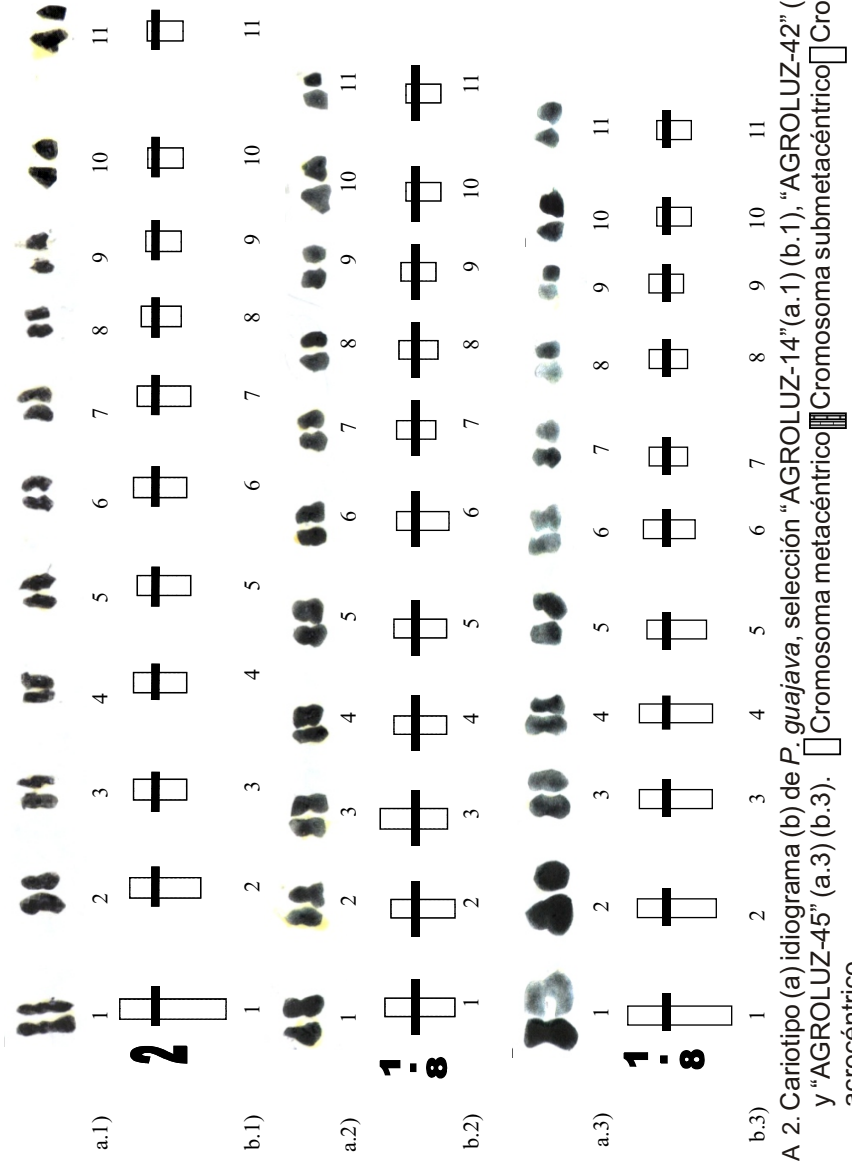 a.1)
1 2 3 4 5 6 7 8 9 10 11
2
b.1)
1 2 3 4 5 6 7 8 9 10 11
a.2)
1 2 3 4 5 6 7 8 9 10 11
1.8
b.2)
1 2 3 4 5 6 7 8 9 10 11
a.3)
1 2 3 4 5 6 7 8 9 10 11
1.8
b.3)
1 2 3 4 5 6 7 8 9 10 11
A 2. Cariotipo (a) idiograma (b) de P. guajava, selección “AGROLUZ-14”(a.1) (b.1), “AGROLUZ-42” (
y “AGROLUZ-45” (a.3) (b.3). Cromosoma metacéntrico Cromosoma submetacéntrico Cro
acrocéntrico